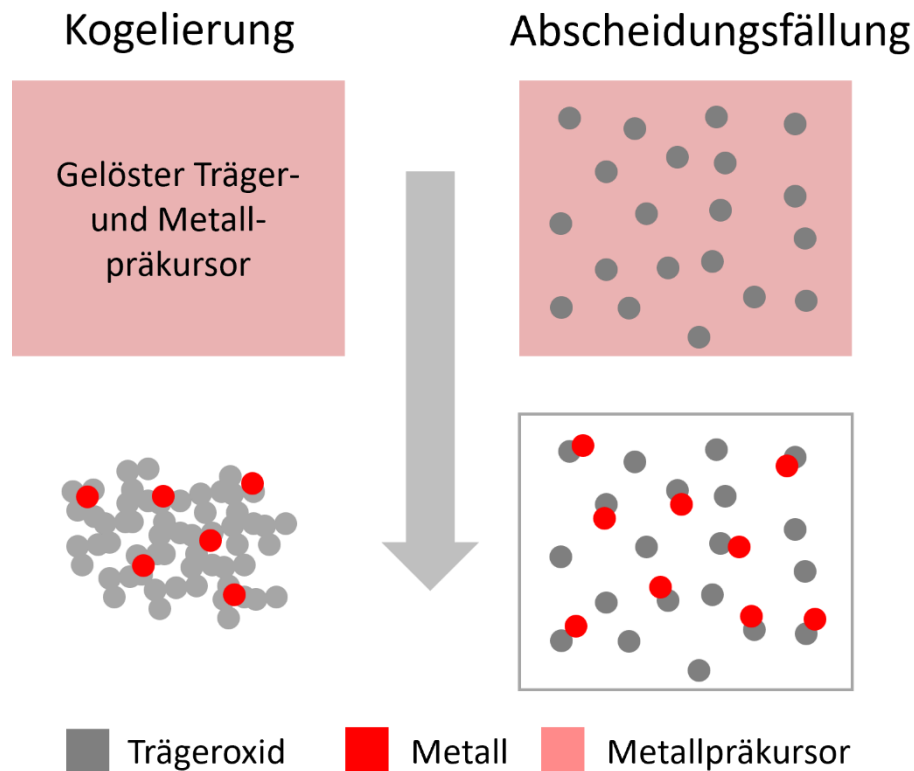 Kogelierung
Abscheidungsfällung
Gelöster Träger-
und Metall-
präkursor
Trägeroxid
Metall
Metallpräkursor